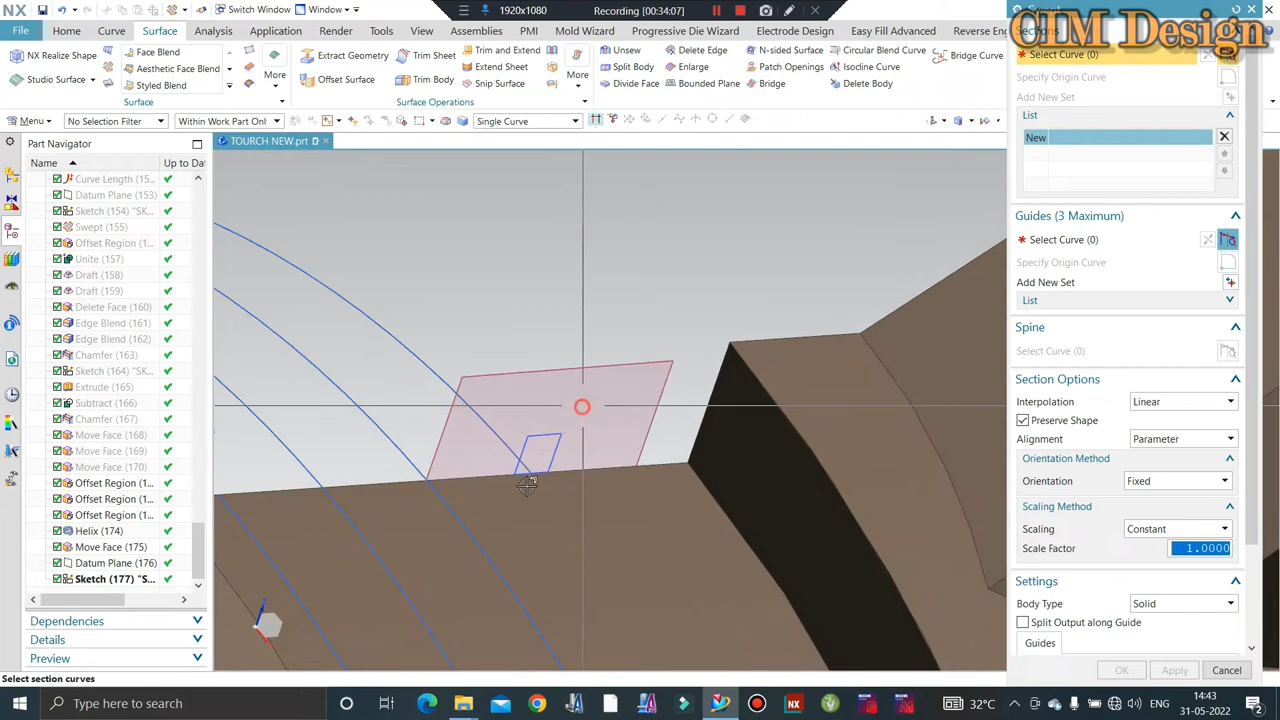 NX
Switch Window
Window
1920x1080
Recording [00:34:07]
CIM Design
File
Home
Curve
Surface
Analysis
Application
Render
Tools
View
Assemblies
PMI
Mold Wizard
Progressive Die Wizard
Electrode Design
Easy Fill Advanced
Reverse En
NX Realize Shape
Studio Surface
Face Blend
Aesthetic Face Blend
Styled Blend
More
Surface
Extract Geometry
Offset Surface
Trim Sheet
Trim Body
Trim and Extend
Extend Sheet
Snip Surface
More
Surface Operations
Unsew
Split Body
Divide Face
Delete Edge
Enlarge
Bounded Plane
N-sided Surface
Patch Openings
Bridge
Circular Blend Curve
Isocline Curve
Delete Body
Bridge Curve
Menu
No Selection Filter
Within Work Part Onl
Single Curve
Part Navigator
TOURCH NEW.prt
Name
Up to Da
Curve Length (15...
Datum Plane (153)
Sketch (154) "SK...
Swept (155)
Offset Region (1...
Unite (157)
Draft (158)
Draft (159)
Delete Face (160)
Edge Blend (161)
Edge Blend (162)
Chamfer (163)
Sketch (164) "SK...
Extrude (165)
Subtract (166)
Chamfer (167)
Move Face (168)
Move Face (169)
Move Face (170)
Offset Region (1...
Offset Region (1...
Offset Region (1...
Helix (174)
Move Face (175)
Datum Plane (176)
Sketch (177) "S...
Dependencies
Details
Preview
Select section curves
* Select Curve (0)
Specify Origin Curve
Add New Set
List
New
Guides (3 Maximum)
* Select Curve (0)
Specify Origin Curve
Add New Set
List
Spine
Select Curve (0)
Section Options
Interpolation
Linear
Preserve Shape
Alignment
Parameter
Orientation Method
Orientation
Fixed
Scaling Method
Scaling
Constant
Scale Factor
1.0000
Settings
Body Type
Solid
Split Output along Guide
Guides
OK
Apply
Cancel
Type here to search
32°C
14:43
31-05-2022
2